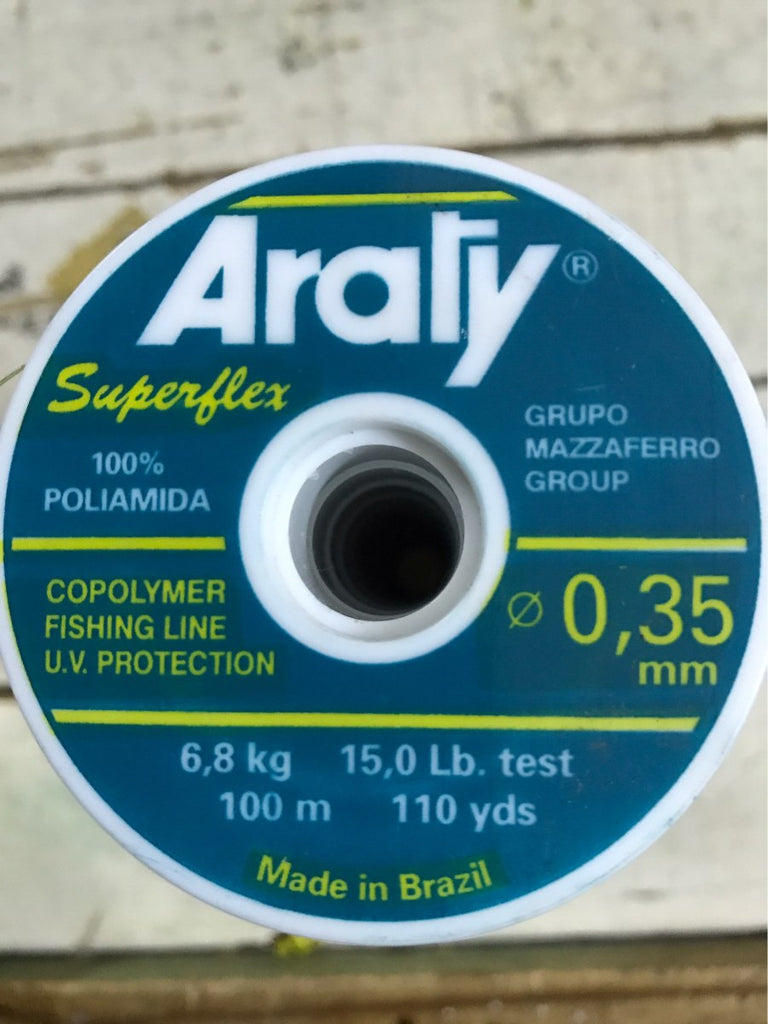 Araty®
Superflex
100%
POLIAMIDA
GRUPO
MAZZAFERRO
GROUP
COPOLYMER
FISHING LINE
U.V. PROTECTION
Ø 0,35
mm
6,8 kg 15,0 Lb. test
100 m 110 yds
Made in Brazil